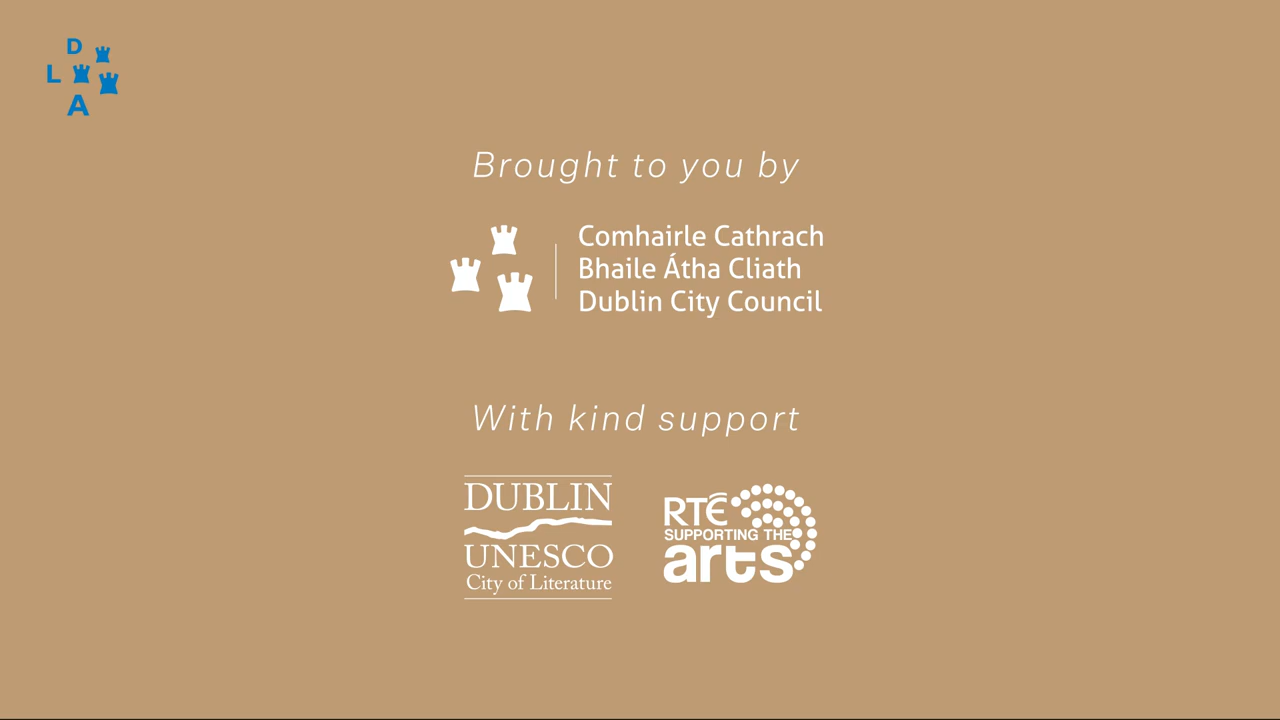 D
L
A
Brought to you by
Comhairle Cathrach
Bhaile Átha Cliath
Dublin City Council
With kind support
DUBLIN
UNESCO
City of Literature
RTÉ
SUPPORTING THE
arts